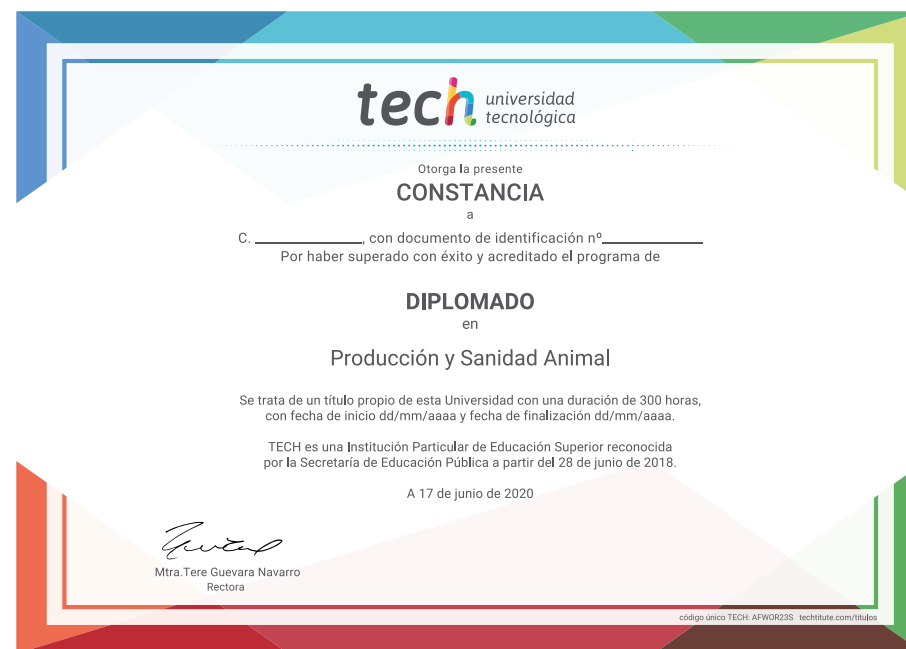 tech universidad
tecnológica
Otorga la presente
CONSTANCIA
a
C. ______________, con documento de identificación nº_____________
Por haber superado con éxito y acreditado el programa de
DIPLOMADO
en
Producción y Sanidad Animal
Se trata de un título propio de esta Universidad con una duración de 300 horas,
con fecha de inicio dd/mm/aaaa y fecha de finalización dd/mm/aaaa.
TECH es una Institución Particular de Educación Superior reconocida
por la Secretaría de Educación Pública a partir del 28 de junio de 2018.
A 17 de junio de 2020
Mtra.Tere Guevara Navarro
Rectora
código único TECH: AFWOR23S techtitute.com/titulos